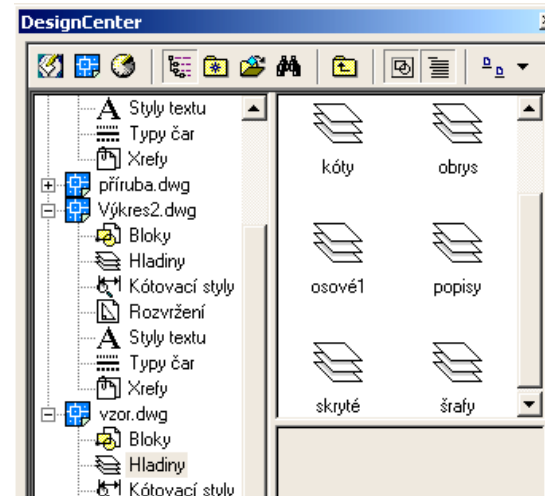 DesignCenter
Styly textu
Typy čar
Xrefy
příruba.dwg
Výkres2.dwg
Bloky
Hladiny
Kótovací styly
Rozvržení
Styly textu
Typy čar
Xrefy
vzor.dwg
Bloky
Hladiny
Kótovací styly
kóty
obrys
osové1
popisy
skryté
šrafy